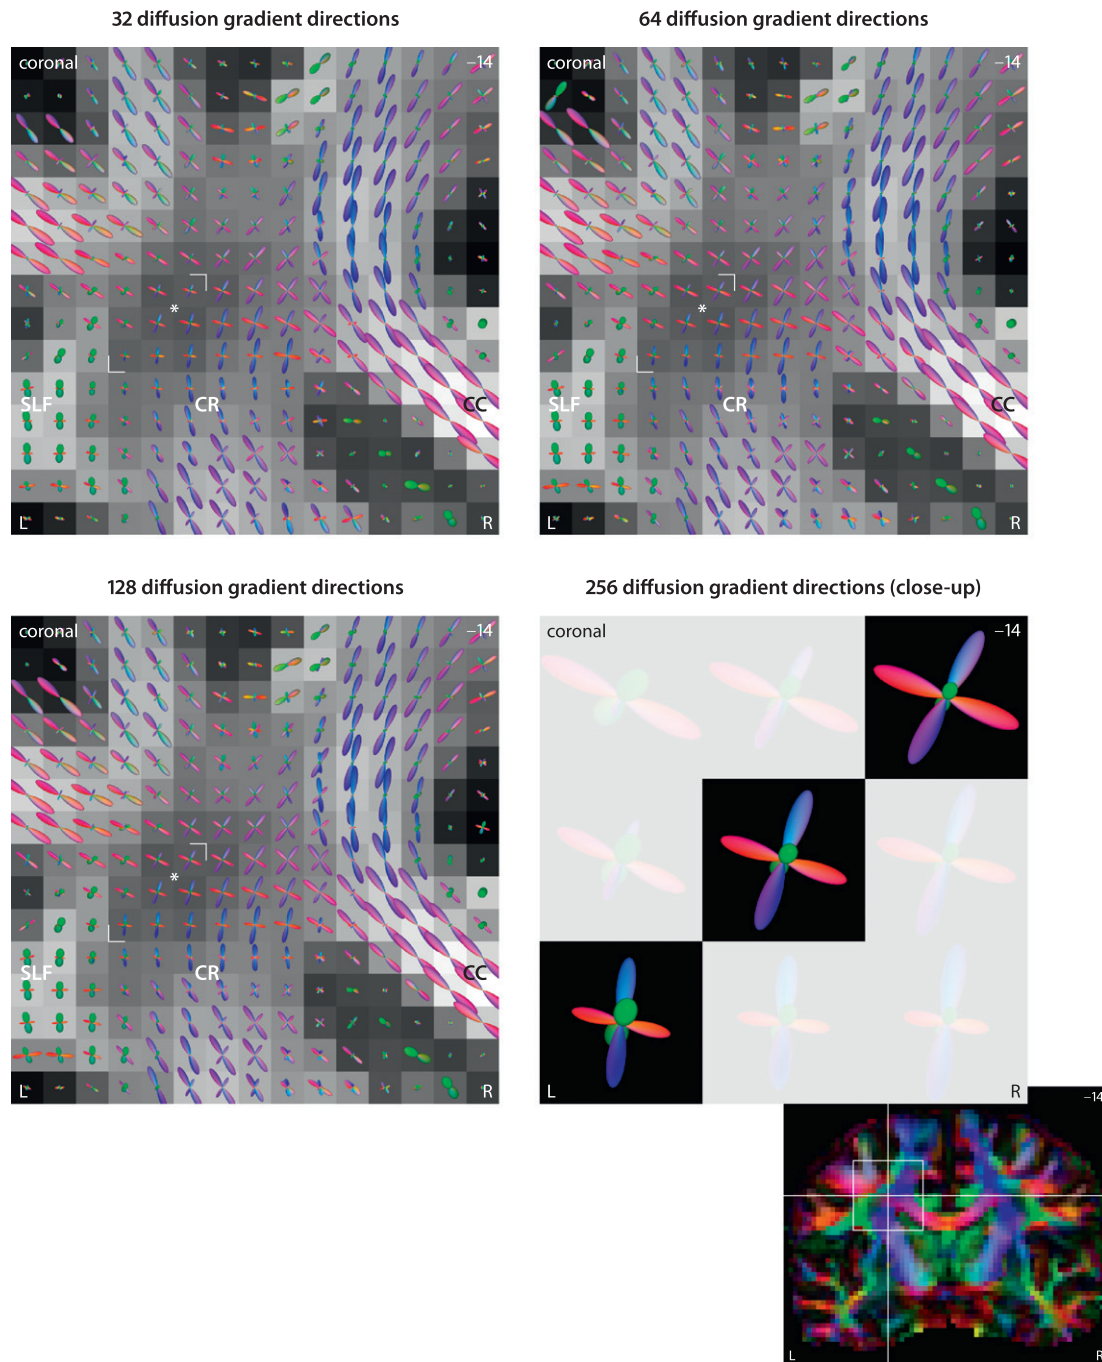 32 diffusion gradient directions
64 diffusion gradient directions
coronal
−14
coronal
−14
*
*
SLF
CR
CC
SLF
CR
CC
L
R
L
R
128 diffusion gradient directions
256 diffusion gradient directions (close-up)
coronal
−14
coronal
−14
*
SLF
CR
CC
L
R
L
R
−14
L
R